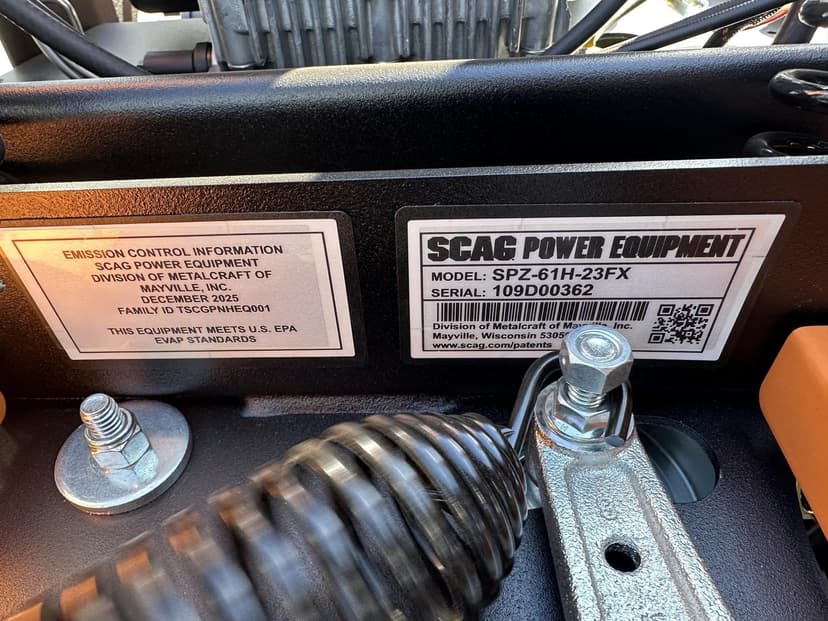 EMISSION CONTROL INFORMATION
SCAG POWER EQUIPMENT
DIVISION OF METALCRAFT OF
MAYVILLE, INC.
DECEMBER 2025
FAMILY ID TSCGPNHEQ001
THIS EQUIPMENT MEETS U.S. EPA
EVAP STANDARDS
SCAG POWER EQUIPMENT
MODEL: SPZ-61H-23FX
SERIAL: 109D00362
Division of Metalcraft of Mayville, Inc.
Mayville, Wisconsin
www.scag.com/patents